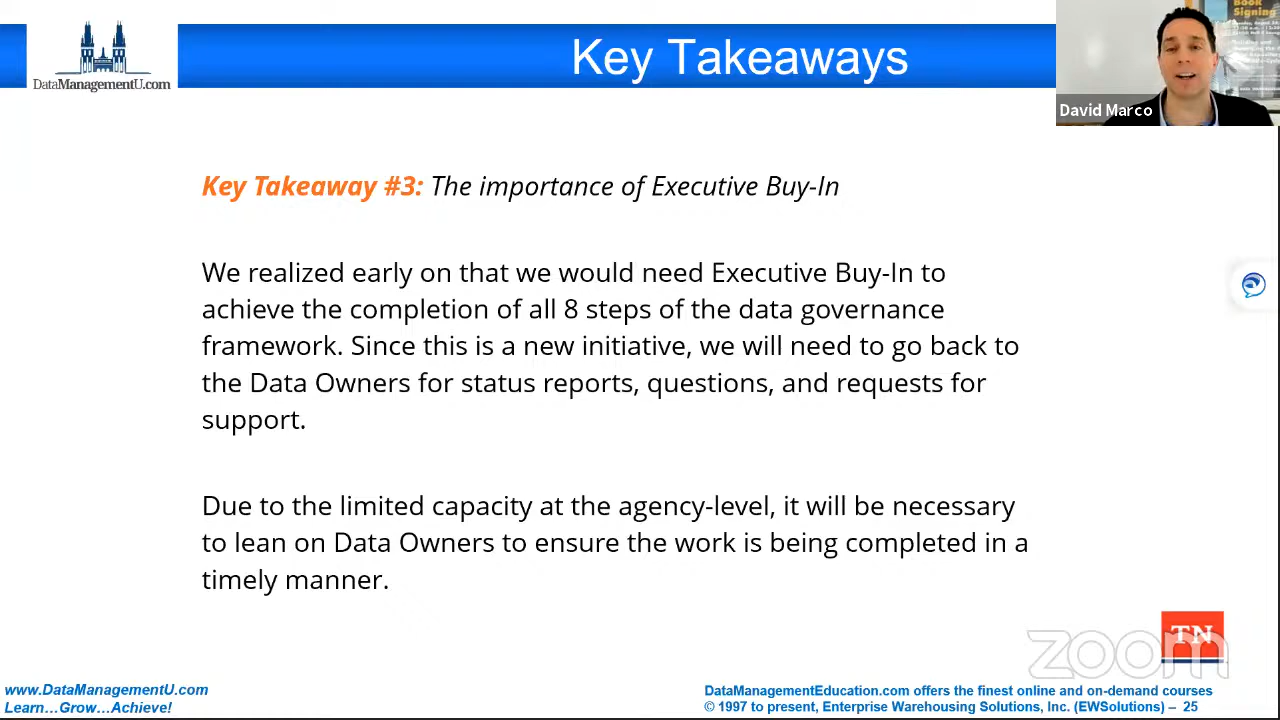 Key Takeaways
DataManagementU.com
Book
Signing
David Marco
Key Takeaway #3: The importance of Executive Buy-In
We realized early on that we would need Executive Buy-In to
achieve the completion of all 8 steps of the data governance
framework. Since this is a new initiative, we will need to go back to
the Data Owners for status reports, questions, and requests for
support.
Due to the limited capacity at the agency-level, it will be necessary
to lean on Data Owners to ensure the work is being completed in a
timely manner.
TN
zoom
www.DataManagementU.com
Learn…Grow…Achieve!
DataManagementEducation.com offers the finest online and on-demand courses
© 1997 to present, Enterprise Warehousing Solutions, Inc. (EWSolutions) – 25